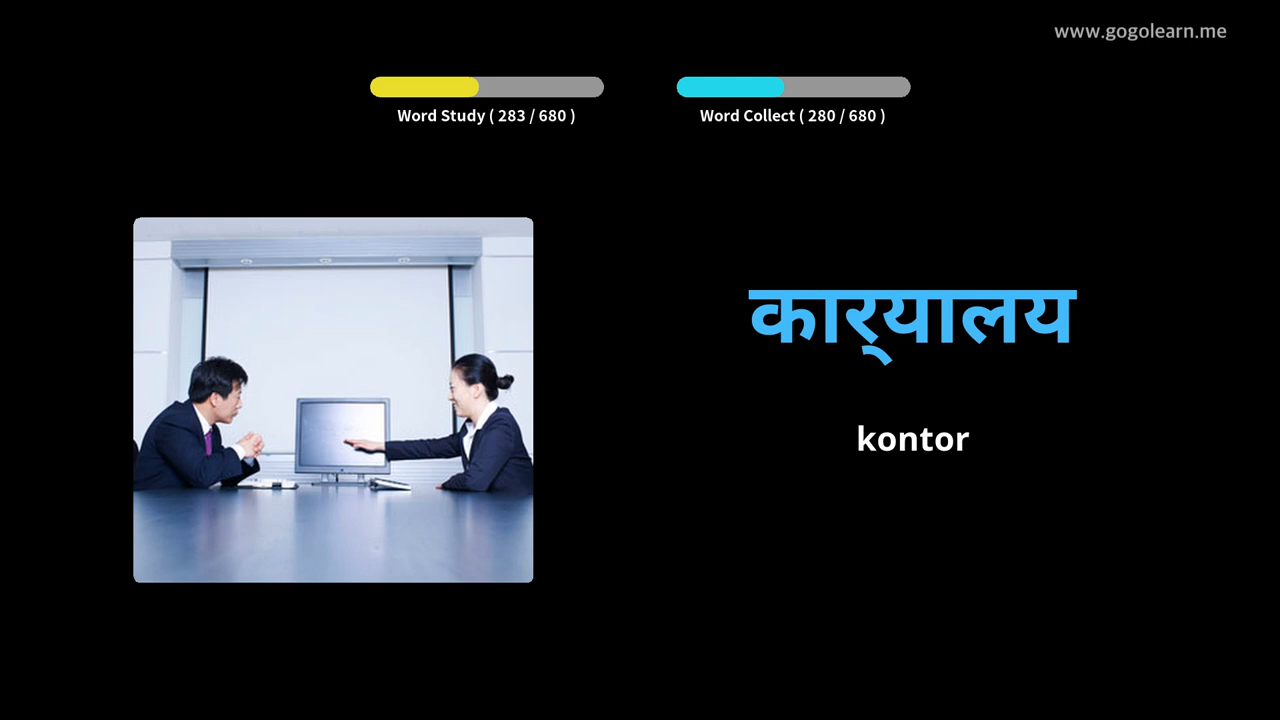 www.gogolearn.me
Word Study ( 283 / 680 )
Word Collect ( 280 / 680 )
कार्यालय
kontor